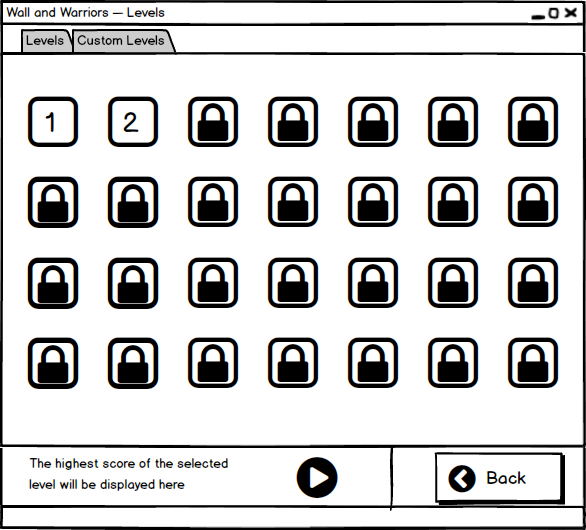 Wall and Warriors — Levels
Levels
Custom Levels
1
2
The highest score of the selected
level will be displayed here
Back